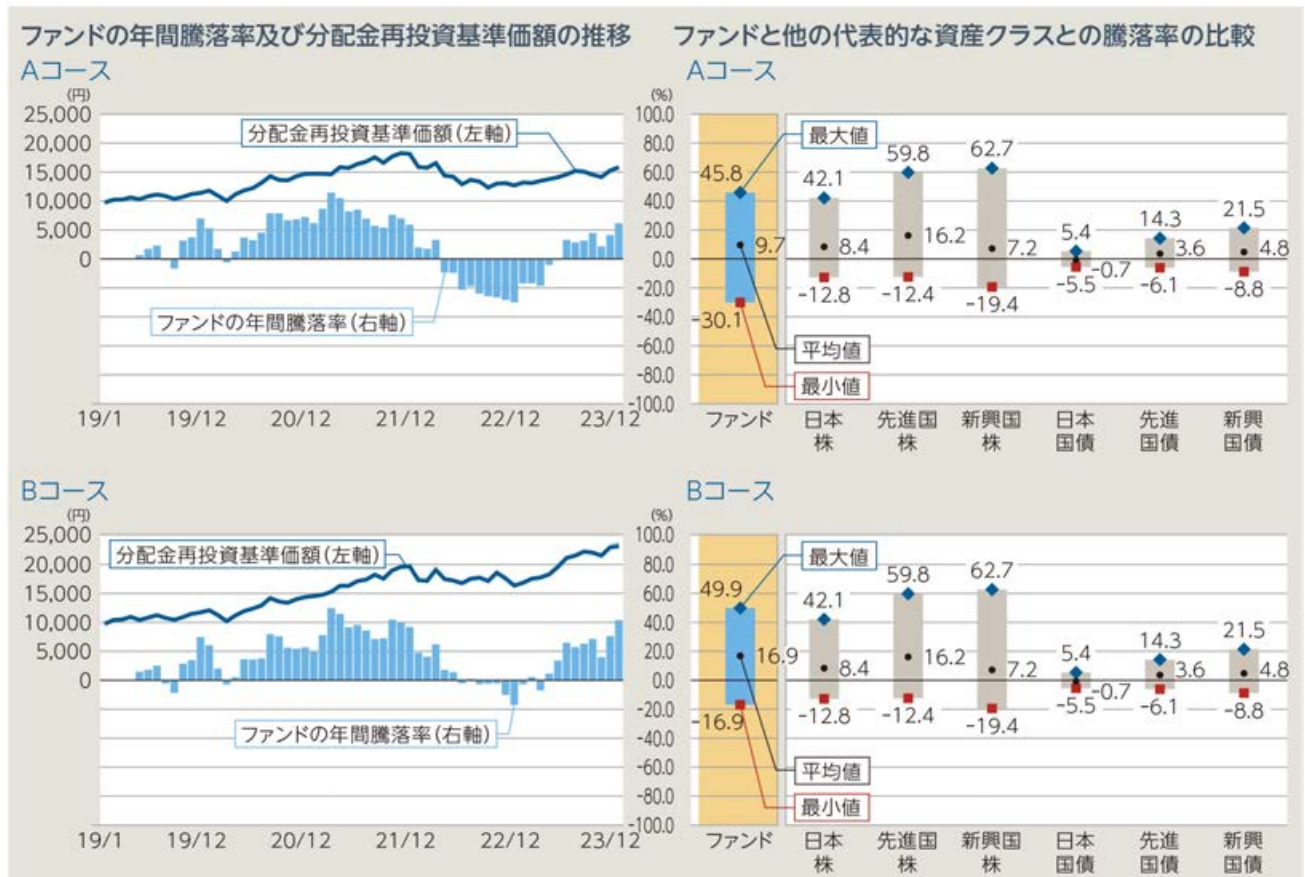 ファンドの年間騰落率及び分配金再投資基準価額の推移
Aコース
(円)
25,000
20,000
15,000
10,000
5,000
0
分配金再投資基準価額(左軸)
ファンドの年間騰落率(右軸)
(%)
100.0
80.0
60.0
40.0
20.0
0.0
-20.0
-40.0
-60.0
-80.0
-100.0
19/1 19/12 20/12 21/12 22/12 23/12
ファンドと他の代表的な資産クラスとの騰落率の比較
Aコース
最大値
45.8 42.1 59.8 62.7 5.4 14.3 21.5
9.7 8.4 16.2 7.2 -0.7 3.6 4.8
-30.1 -12.8 -12.4 -19.4 -5.5 -6.1 -8.8
平均値
最小値
ファンド 日本 先進国 新興国 日本 先進 新興
株 株 株 国債 国債 国債
Bコース
(円)
25,000
20,000
15,000
10,000
5,000
0
分配金再投資基準価額(左軸)
ファンドの年間騰落率(右軸)
(%)
100.0
80.0
60.0
40.0
20.0
0.0
-20.0
-40.0
-60.0
-80.0
-100.0
19/1 19/12 20/12 21/12 22/12 23/12
Bコース
最大値
49.9 42.1 59.8 62.7 5.4 14.3 21.5
16.9 8.4 16.2 7.2 -0.7 3.6 4.8
-16.9 -12.8 -12.4 -19.4 -5.5 -6.1 -8.8
平均値
最小値
ファンド 日本 先進国 新興国 日本 先進 新興
株 株 株 国債 国債 国債